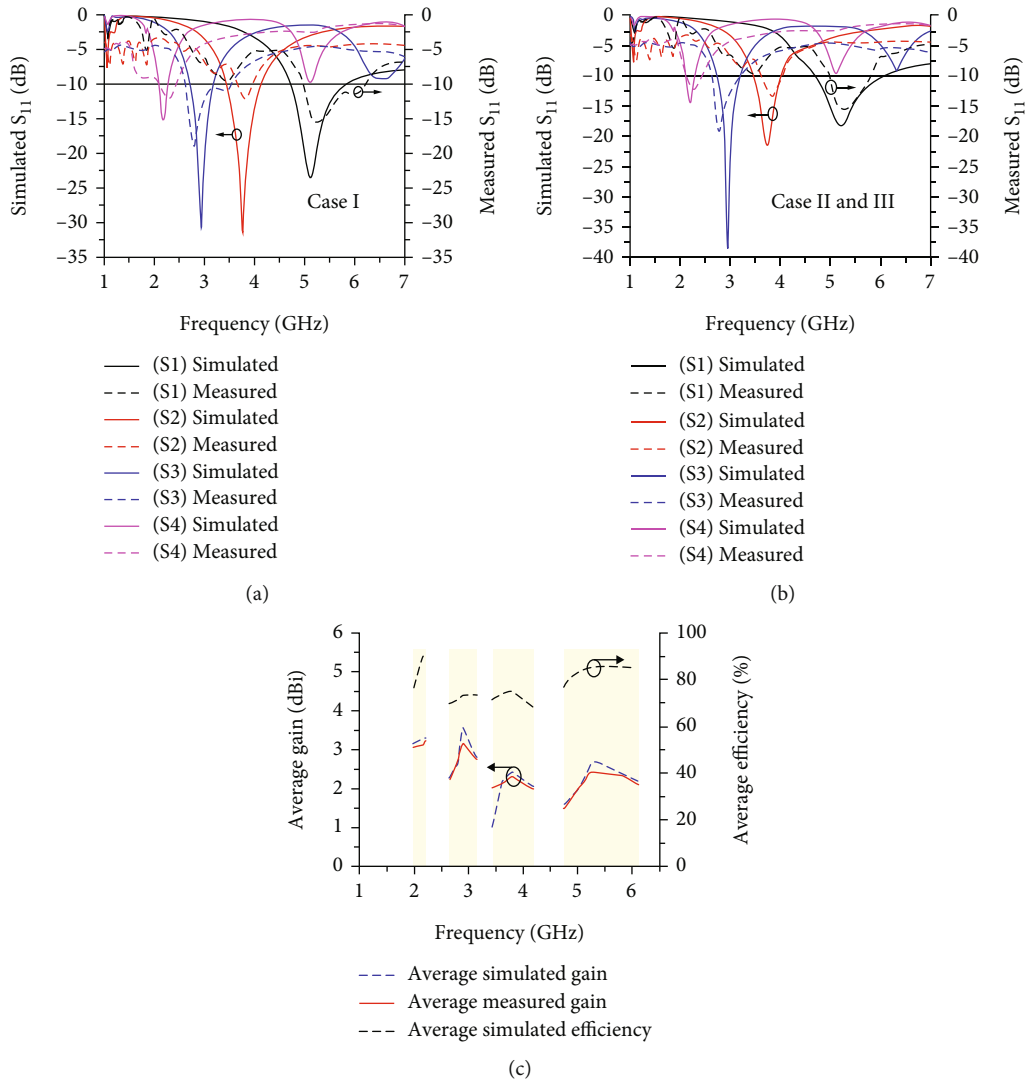 0
–5
–10
–15
–20
–25
–30
–35
Simulated S11 (dB)
0
–5
–10
–15
–20
–25
–30
–35
Measured S11 (dB)
Case I
1 2 3 4 5 6 7
Frequency (GHz)
(S1) Simulated
(S1) Measured
(S2) Simulated
(S2) Measured
(S3) Simulated
(S3) Measured
(S4) Simulated
(S4) Measured
(a)
0
–5
–10
–15
–20
–25
–30
–35
–40
Simulated S11 (dB)
0
–5
–10
–15
–20
–25
–30
–35
–40
Measured S11 (dB)
Case II and III
1 2 3 4 5 6 7
Frequency (GHz)
(S1) Simulated
(S1) Measured
(S2) Simulated
(S2) Measured
(S3) Simulated
(S3) Measured
(S4) Simulated
(S4) Measured
(b)
6
5
4
3
2
1
0
Average gain (dBi)
100
80
60
40
20
0
Average efficiency (%)
1 2 3 4 5 6
Frequency (GHz)
Average simulated gain
Average measured gain
Average simulated efficiency
(c)